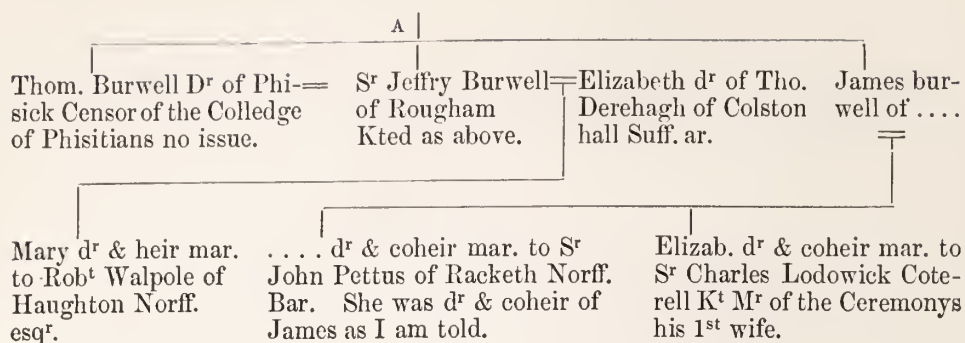 A
Thom. Burwell Dʳ of Phi-
sick Censor of the Colledge
of Phisitians no issue.
Sʳ Jeffry Burwell
of Rougham
Kted as above.
Elizabeth dʳ of Tho.
Derehagh of Colston
hall Suff. ar.
James bur-
well of ....
Mary dʳ & heir mar.
to Robᵗ Walpole of
Haughton Norff.
esqʳ.
.... dʳ & coheir mar. to Sʳ
John Pettus of Racketh Norff.
Bar. She was dʳ & coheir of
James as I am told.
Elizab. dʳ & coheir mar. to
Sʳ Charles Lodowick Cote-
rell Kᵗ Mʳ of the Ceremonys
his 1ˢᵗ wife.